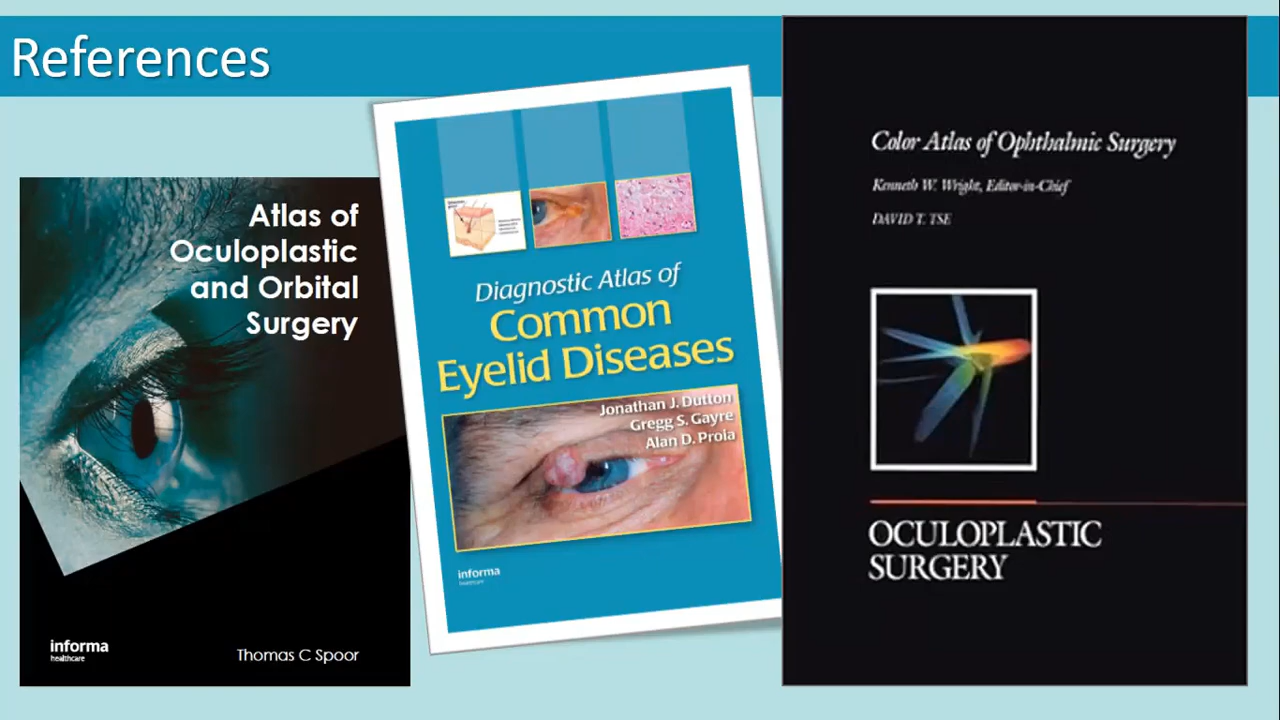 References
Atlas of
Oculoplastic
and Orbital
Surgery
informa
healthcare
Thomas C Spoor
Diagnostic Atlas of
Common
Eyelid Diseases
Jonathan J. Dutton
Gregg S. Gayre
Alan D. Proia
informa
healthcare
Color Atlas of Ophthalmic Surgery
Kenneth W. Wright, Editor-in-Chief
DAVID T. TSE
OCULOPLASTIC
SURGERY